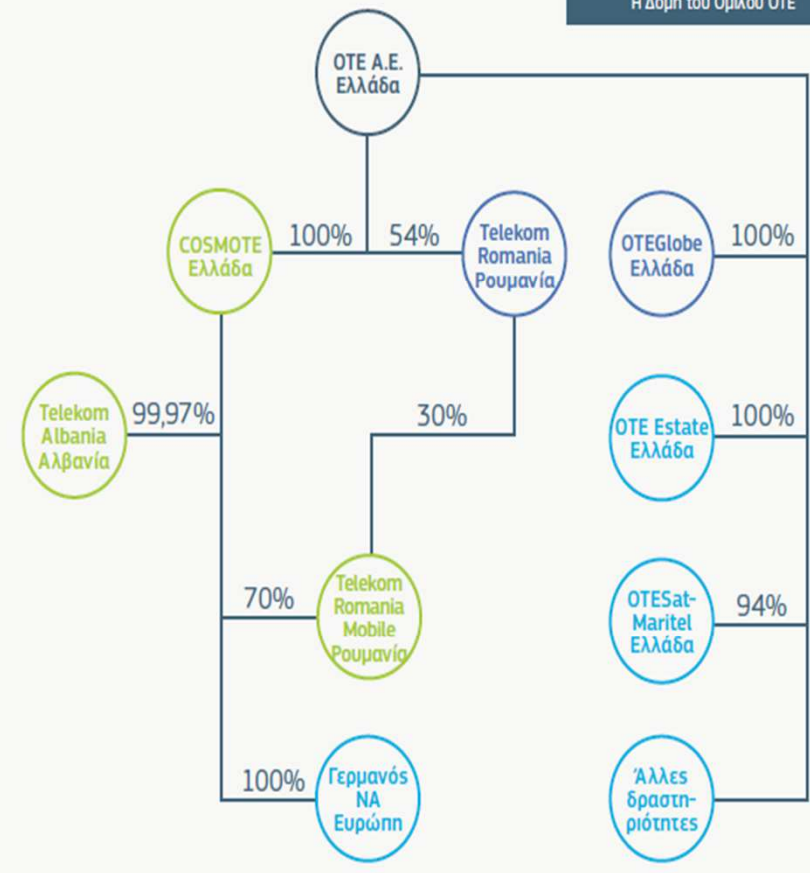 Η Δομή του Ομίλου ΟΤΕ
ΟΤΕ Α.Ε.
Ελλάδα
COSMOTE
Ελλάδα
100%
54%
Telekom
Romania
Ρουμανία
OTEGlobe
Ελλάδα
100%
Telekom
Albania
Αλβανία
99,97%
30%
OTE Estate
Ελλάδα
100%
70%
Telekom
Romania
Mobile
Ρουμανία
OTESat-
Maritel
Ελλάδα
94%
100%
Γερμανός
ΝΑ
Ευρώπη
Άλλες
δραστη-
ριότητες